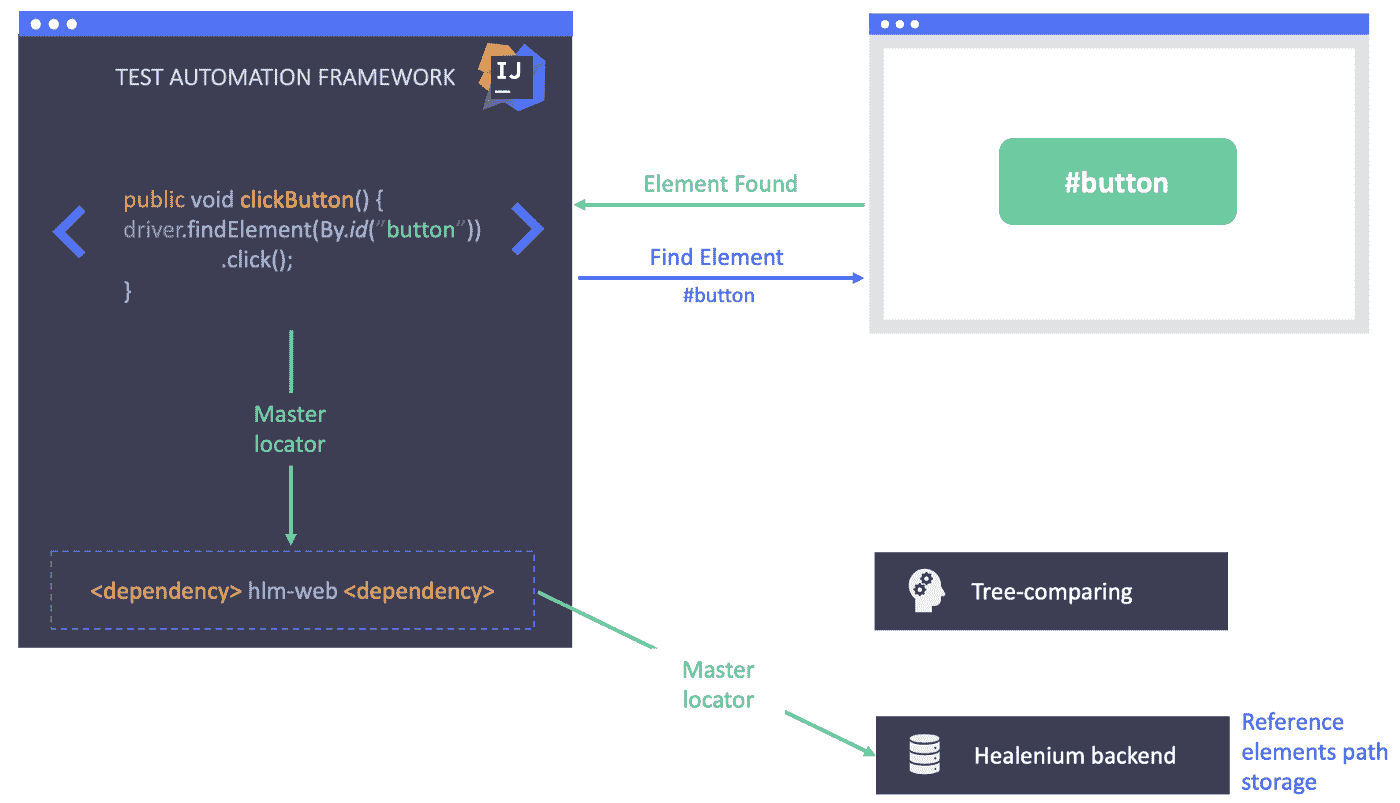 TEST AUTOMATION FRAMEWORK
IJ
public void clickButton() {
driver.findElement(By.id("button"))
.click();
}
Master
locator
<dependency> hlm-web <dependency>
Element Found
Find Element
#button
#button
Tree-comparing
Master
locator
Healenium backend
Reference
elements path
storage